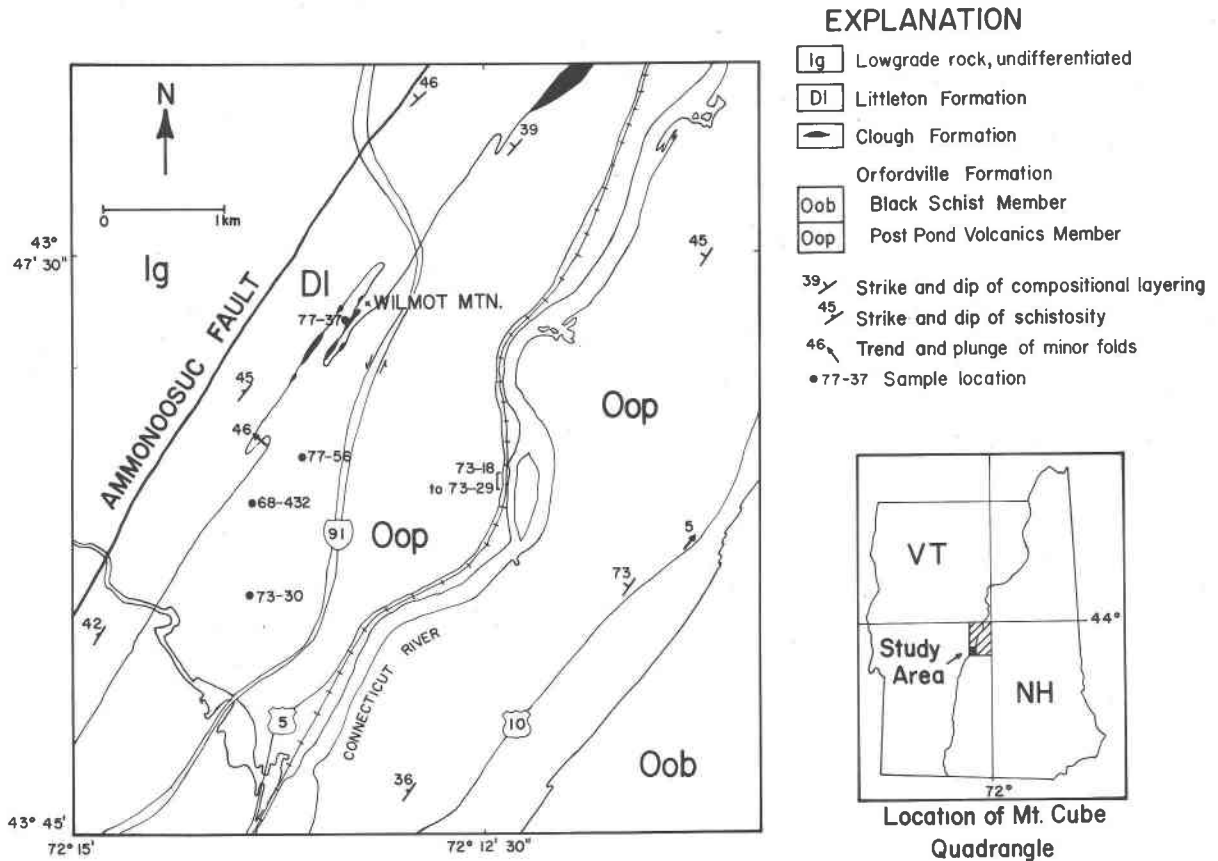 EXPLANATION
lg Lowgrade rock, undifferentiated
Dl Littleton Formation
Clough Formation
Orfordville Formation
Oob Black Schist Member
Oop Post Pond Volcanics Member
39 Strike and dip of compositional layering
45 Strike and dip of schistosity
46 Trend and plunge of minor folds
77-37 Sample location
N
0 1km
43°
47' 30"
43° 45'
72° 15'
72° 12' 30"
46
39
45
lg
Dl
WILMOT MTN.
77-37
AMMONOOSUC FAULT
45
46
77-56
68-432
73-30
42
91
Oop
73-18
to 73-29
Oop
5
73
CONNECTICUT RIVER
5
10
36
Oob
VT
NH
44°
72°
Study
Area
Location of Mt. Cube
Quadrangle